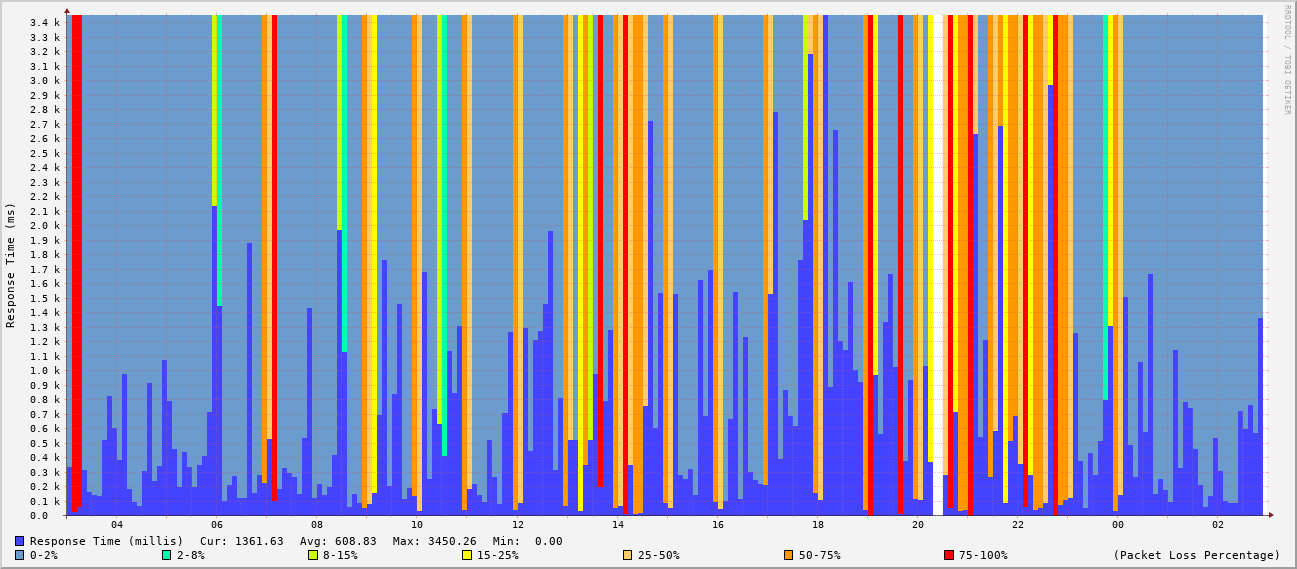 RRDTOOL / TOBI OETIKER
Response Time (ms)
3.4 k
3.3 k
3.2 k
3.1 k
3.0 k
2.9 k
2.8 k
2.7 k
2.6 k
2.5 k
2.4 k
2.3 k
2.2 k
2.1 k
2.0 k
1.9 k
1.8 k
1.7 k
1.6 k
1.5 k
1.4 k
1.3 k
1.2 k
1.1 k
1.0 k
0.9 k
0.8 k
0.7 k
0.6 k
0.5 k
0.4 k
0.3 k
0.2 k
0.1 k
0.0
04 06 08 10 12 14 16 18 20 22 00 02
Response Time (millis) Cur: 1361.63 Avg: 608.83 Max: 3450.26 Min: 0.00
0-2% 2-8% 8-15% 15-25% 25-50% 50-75% 75-100% (Packet Loss Percentage)